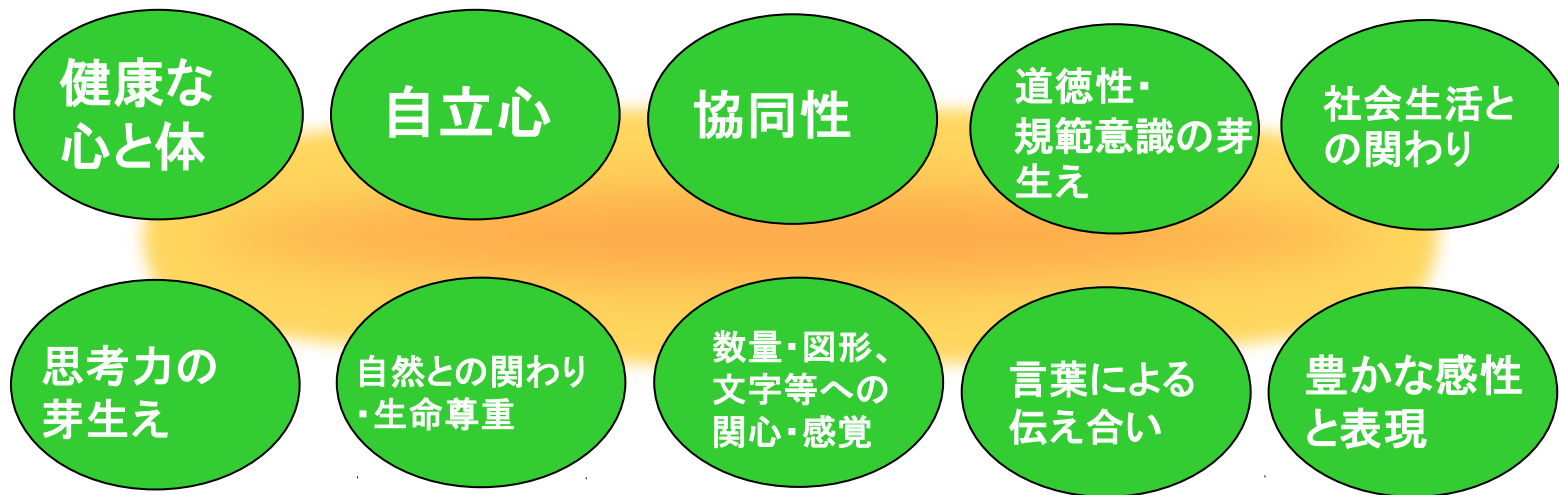 健康な
心と体
自立心
協同性
道徳性・
規範意識の芽
生え
社会生活と
の関わり
思考力の
芽生え
自然との関わり
・生命尊重
数量・図形、
文字等への
関心・感覚
言葉による
伝え合い
豊かな感性
と表現